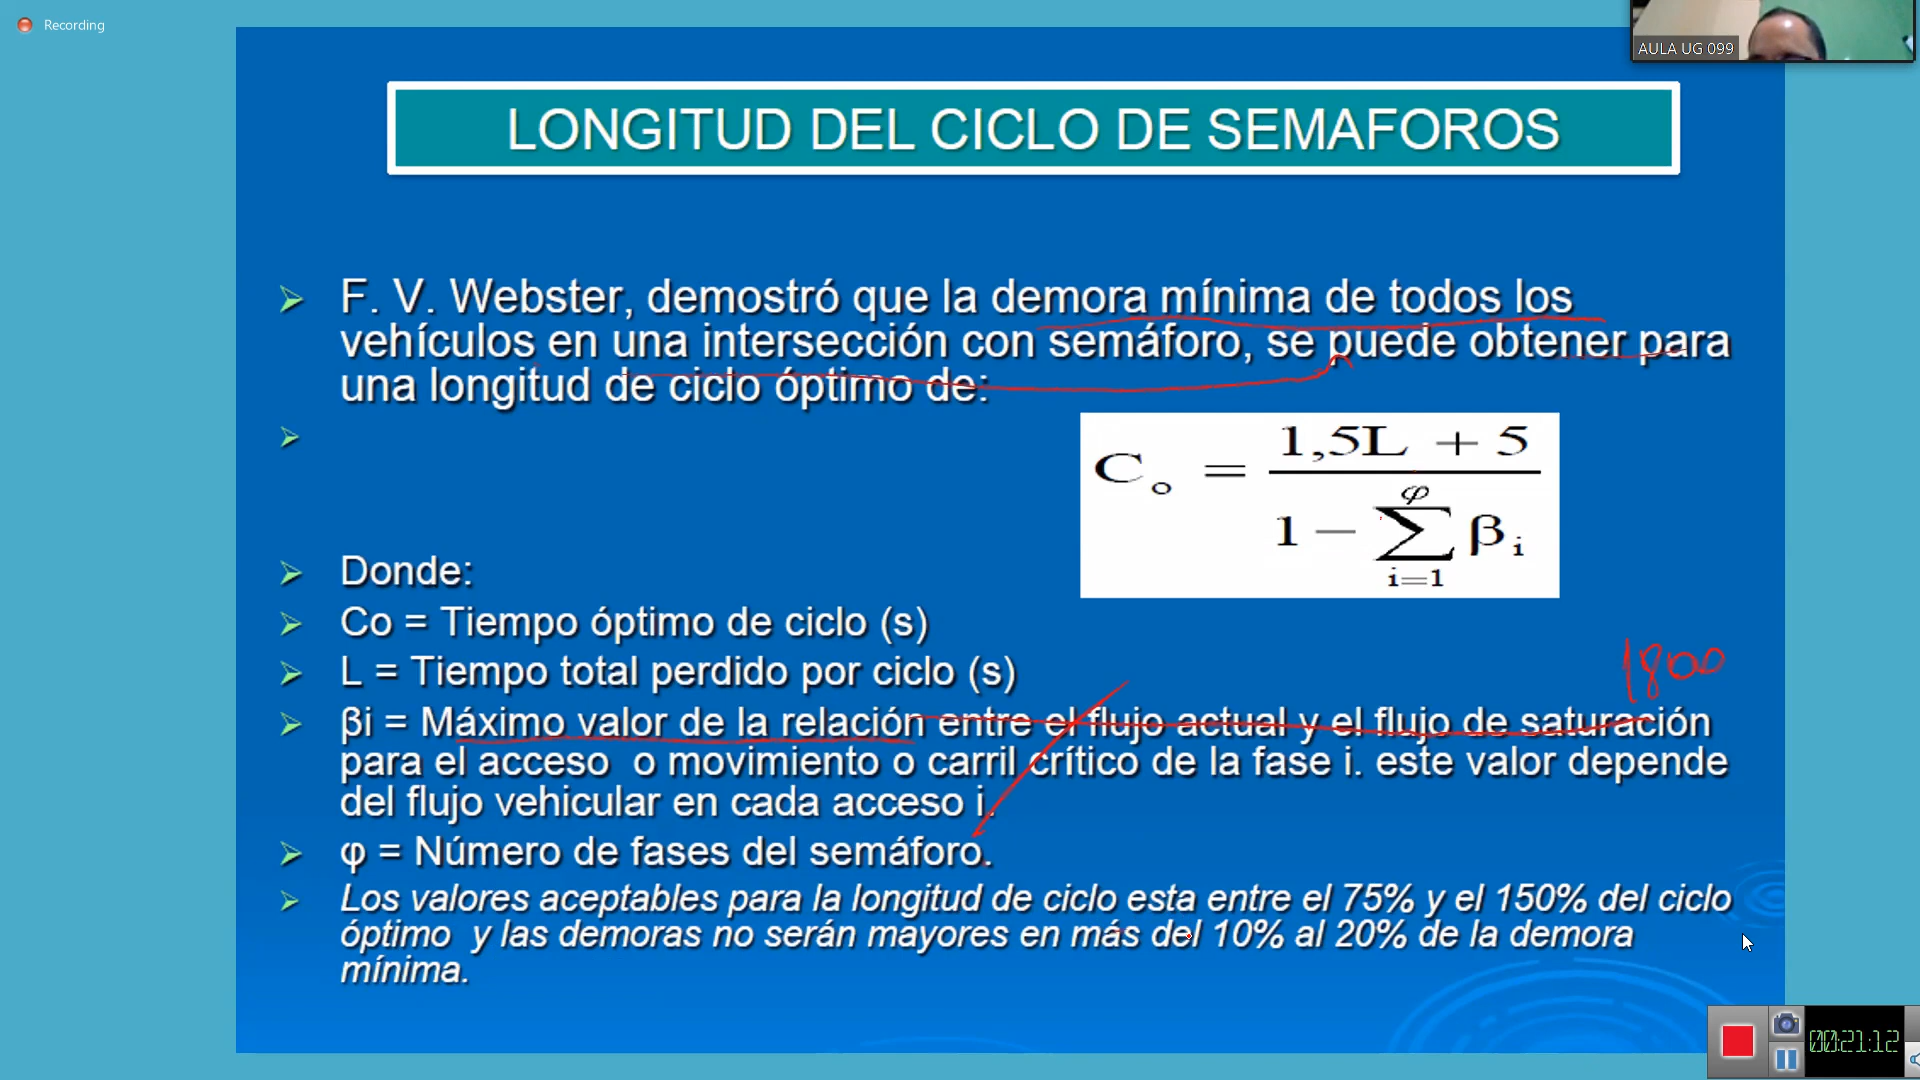 Recording
AULA UG 099
LONGITUD DEL CICLO DE SEMAFOROS
F. V. Webster, demostró que la demora mínima de todos los
vehículos en una intersección con semáforo, se puede obtener para
una longitud de ciclo óptimo de:
C_o = (1,5L + 5) / (1 − ∑_{i=1}^{φ} β_i)
Donde:
Co = Tiempo óptimo de ciclo (s)
L = Tiempo total perdido por ciclo (s)
1800
βi = Máximo valor de la relación entre el flujo actual y el flujo de saturación
para el acceso o movimiento o carril crítico de la fase i. este valor depende
del flujo vehicular en cada acceso i.
φ = Número de fases del semáforo.
Los valores aceptables para la longitud de ciclo esta entre el 75% y el 150% del ciclo
óptimo y las demoras no serán mayores en más del 10% al 20% de la demora
mínima.
00:21:12